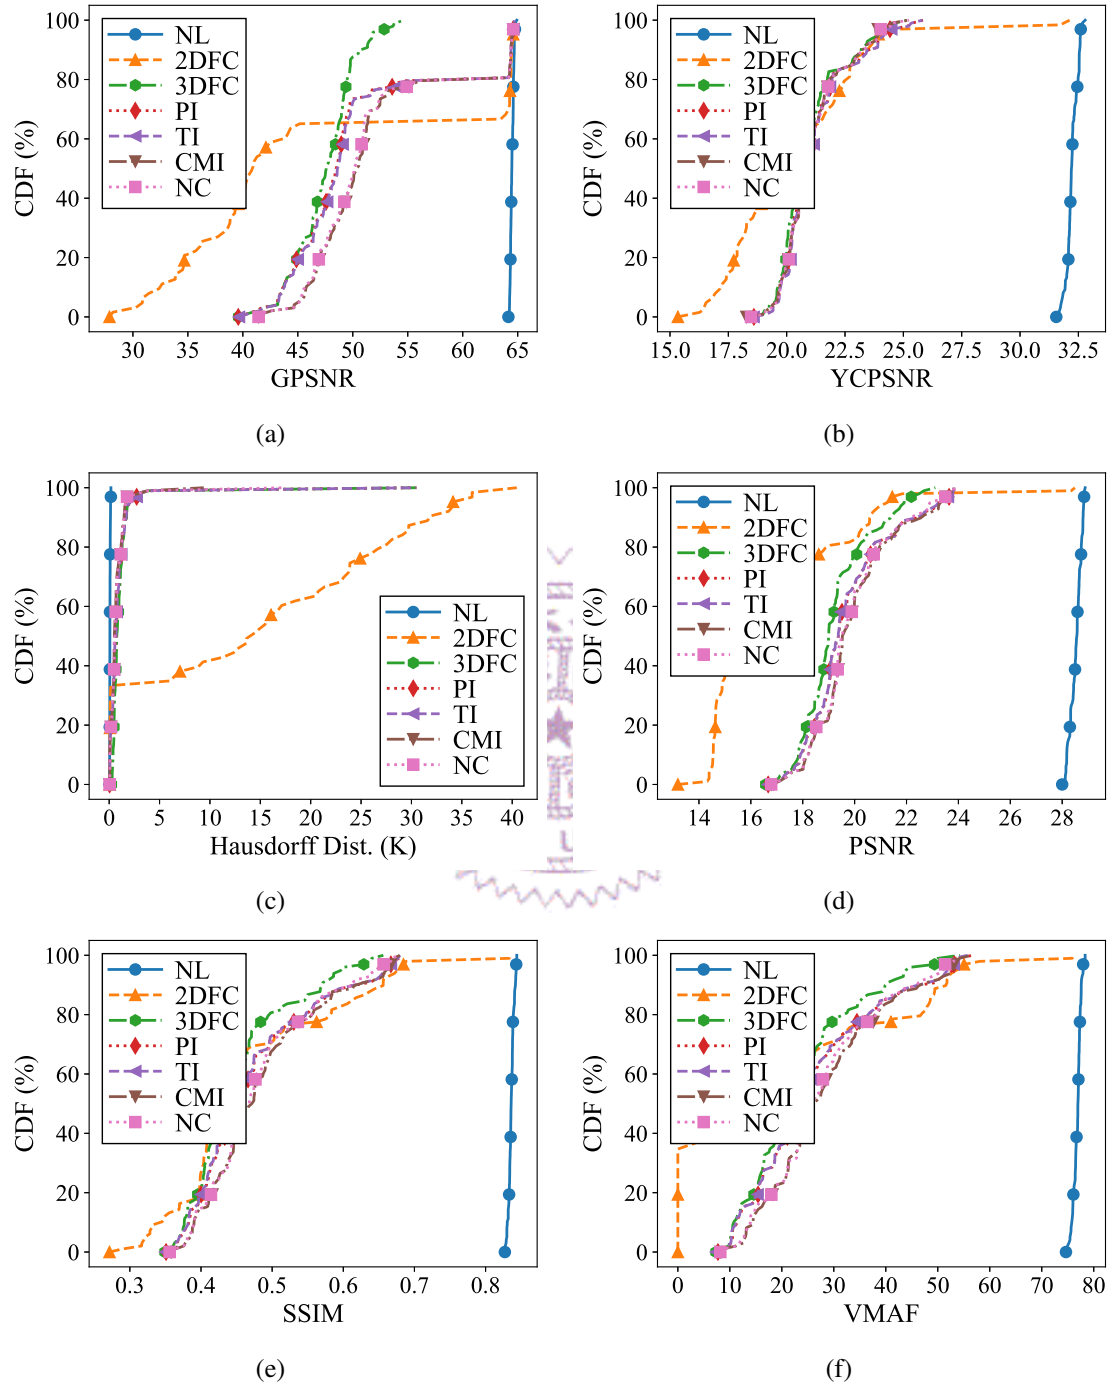 100
80
60
40
20
0
CDF (%)
NL
2DFC
3DFC
PI
TI
CMI
NC
30 35 40 45 50 55 60 65
GPSNR
(a)
100
80
60
40
20
0
CDF (%)
NL
2DFC
3DFC
PI
TI
CMI
NC
15.0 17.5 20.0 22.5 25.0 27.5 30.0 32.5
YCPSNR
(b)
100
80
60
40
20
0
CDF (%)
NL
2DFC
3DFC
PI
TI
CMI
NC
0 5 10 15 20 25 30 35 40
Hausdorff Dist. (K)
(c)
100
80
60
40
20
0
CDF (%)
NL
2DFC
3DFC
PI
TI
CMI
NC
14 16 18 20 22 24 26 28
PSNR
(d)
100
80
60
40
20
0
CDF (%)
NL
2DFC
3DFC
PI
TI
CMI
NC
0.3 0.4 0.5 0.6 0.7 0.8
SSIM
(e)
100
80
60
40
20
0
CDF (%)
NL
2DFC
3DFC
PI
TI
CMI
NC
0 10 20 30 40 50 60 70 80
VMAF
(f)